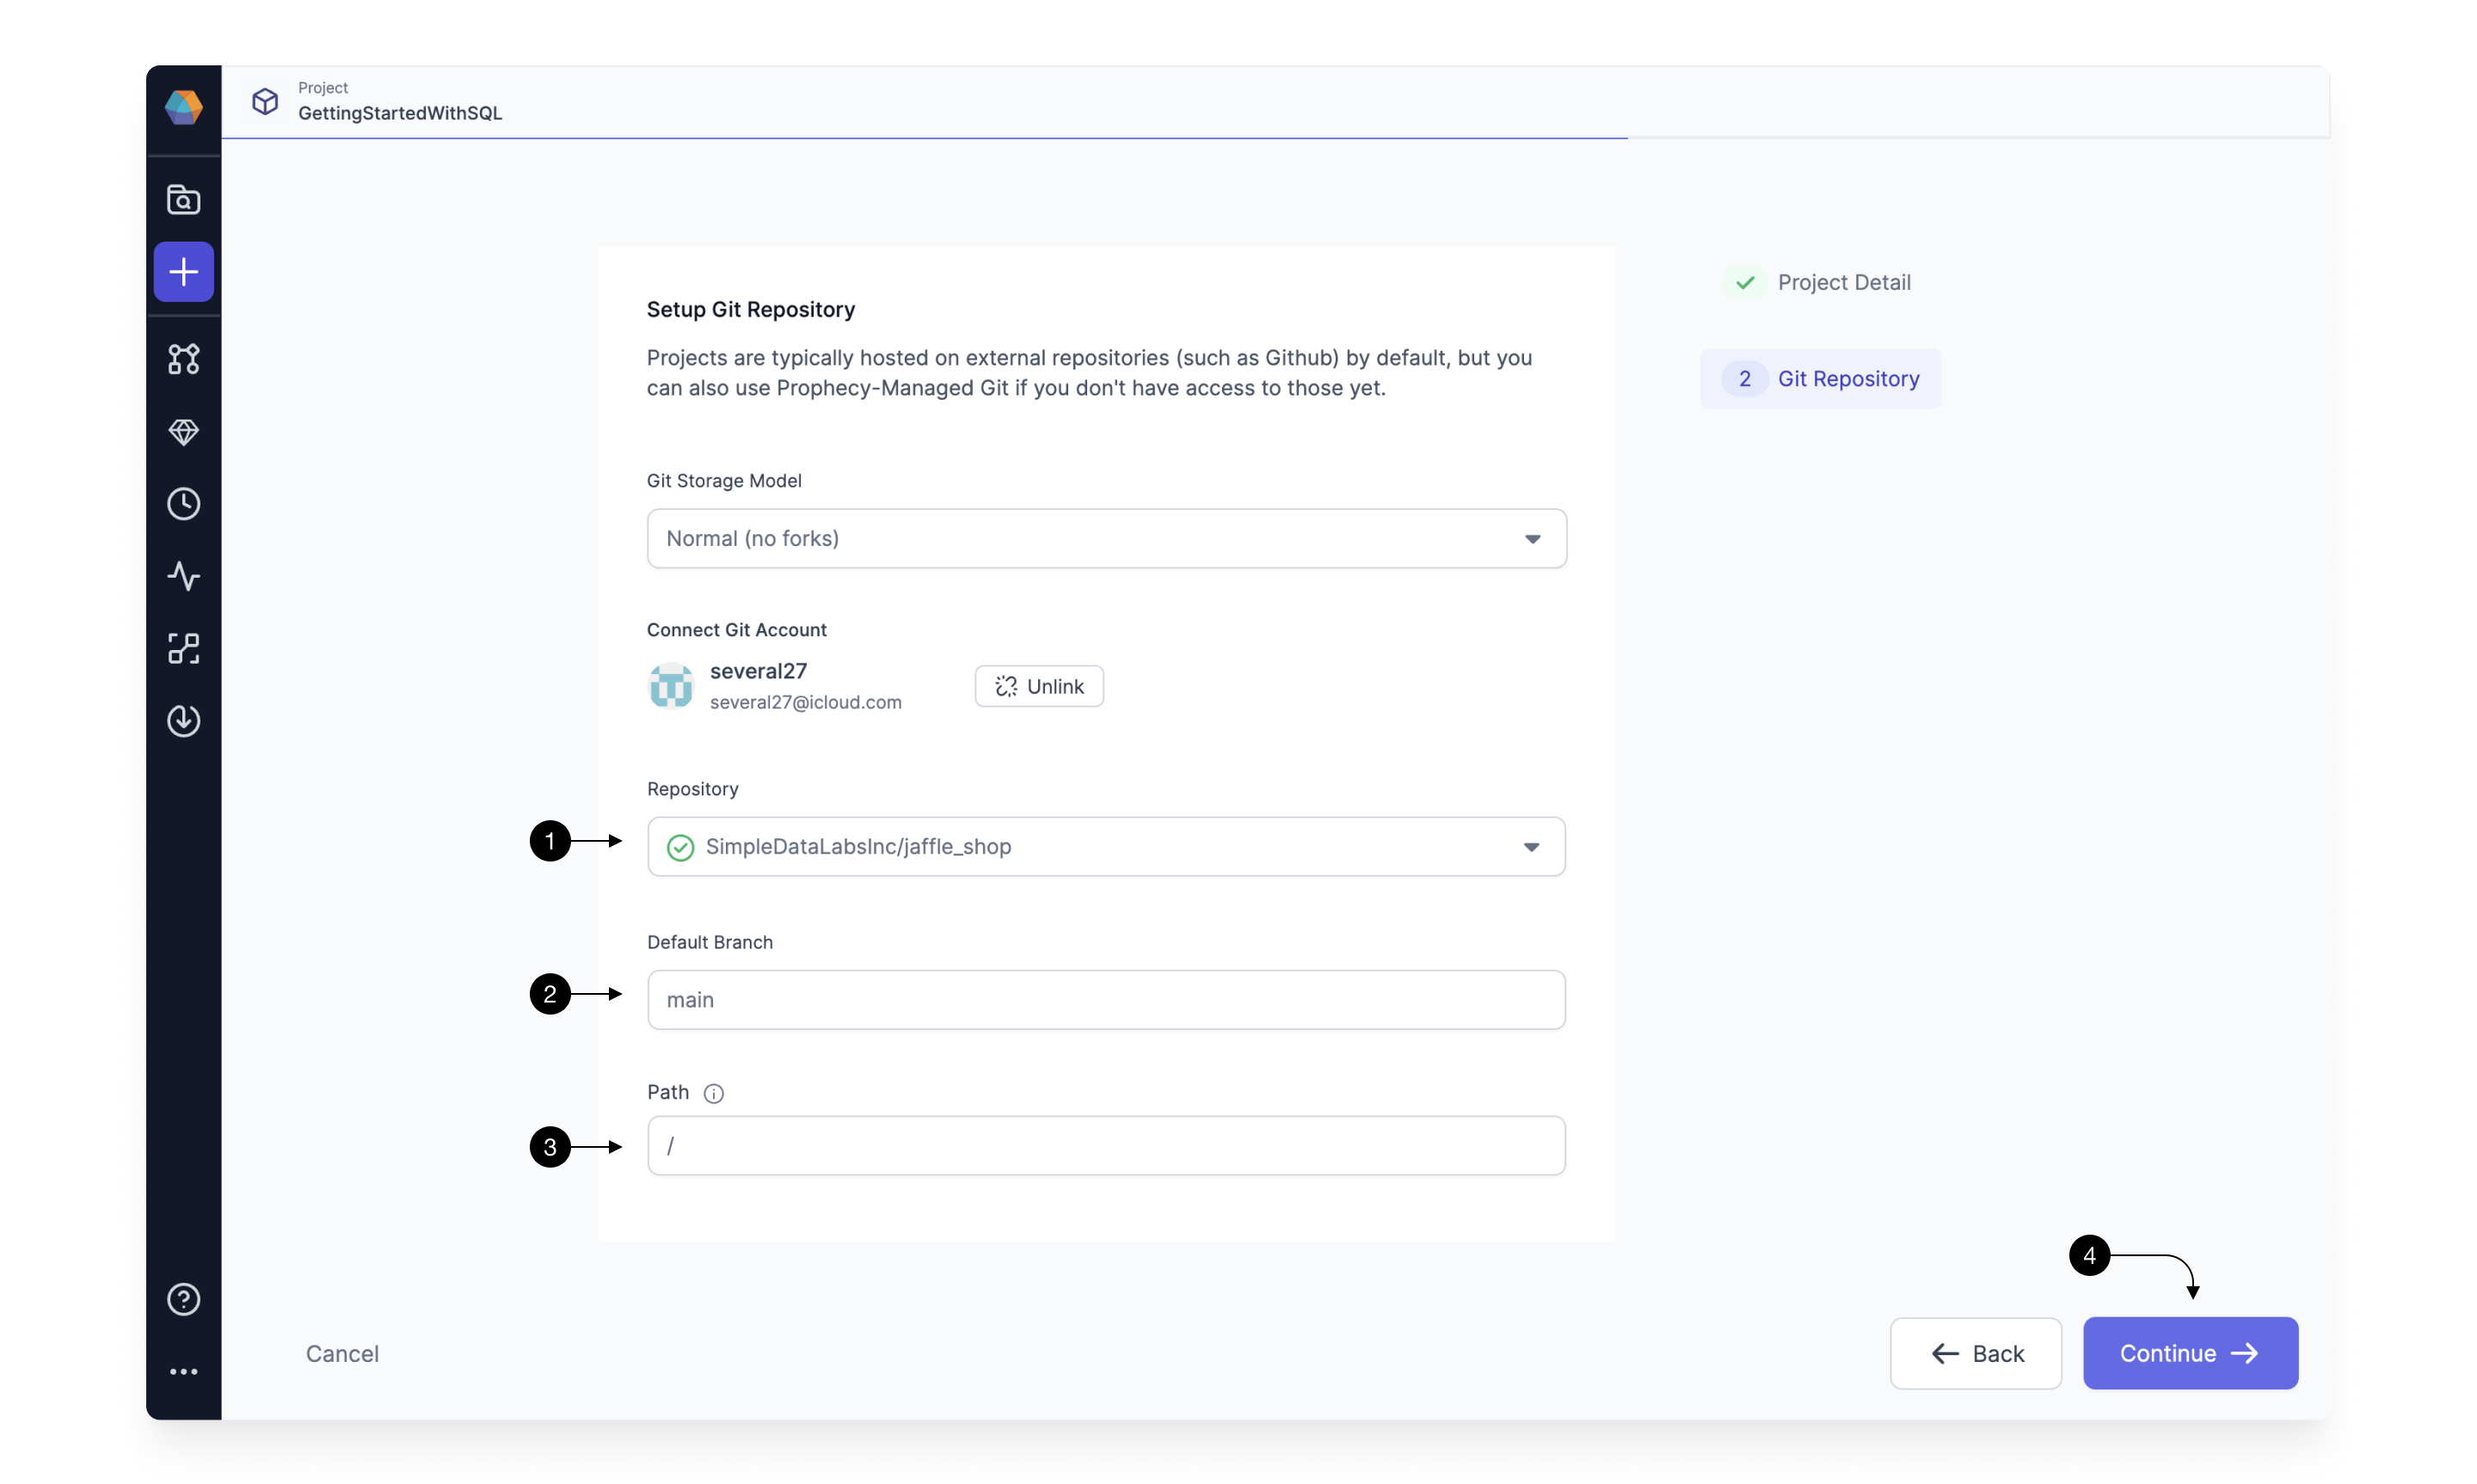 Project
GettingStartedWithSQL
Setup Git Repository
Projects are typically hosted on external repositories (such as Github) by default, but you
can also use Prophecy-Managed Git if you don't have access to those yet.
Project Detail
2 Git Repository
Git Storage Model
Normal (no forks)
Connect Git Account
several27
several27@icloud.com
Unlink
Repository
1 SimpleDataLabsInc/jaffle_shop
Default Branch
2 main
Path
3 /
4
Cancel
Back
Continue